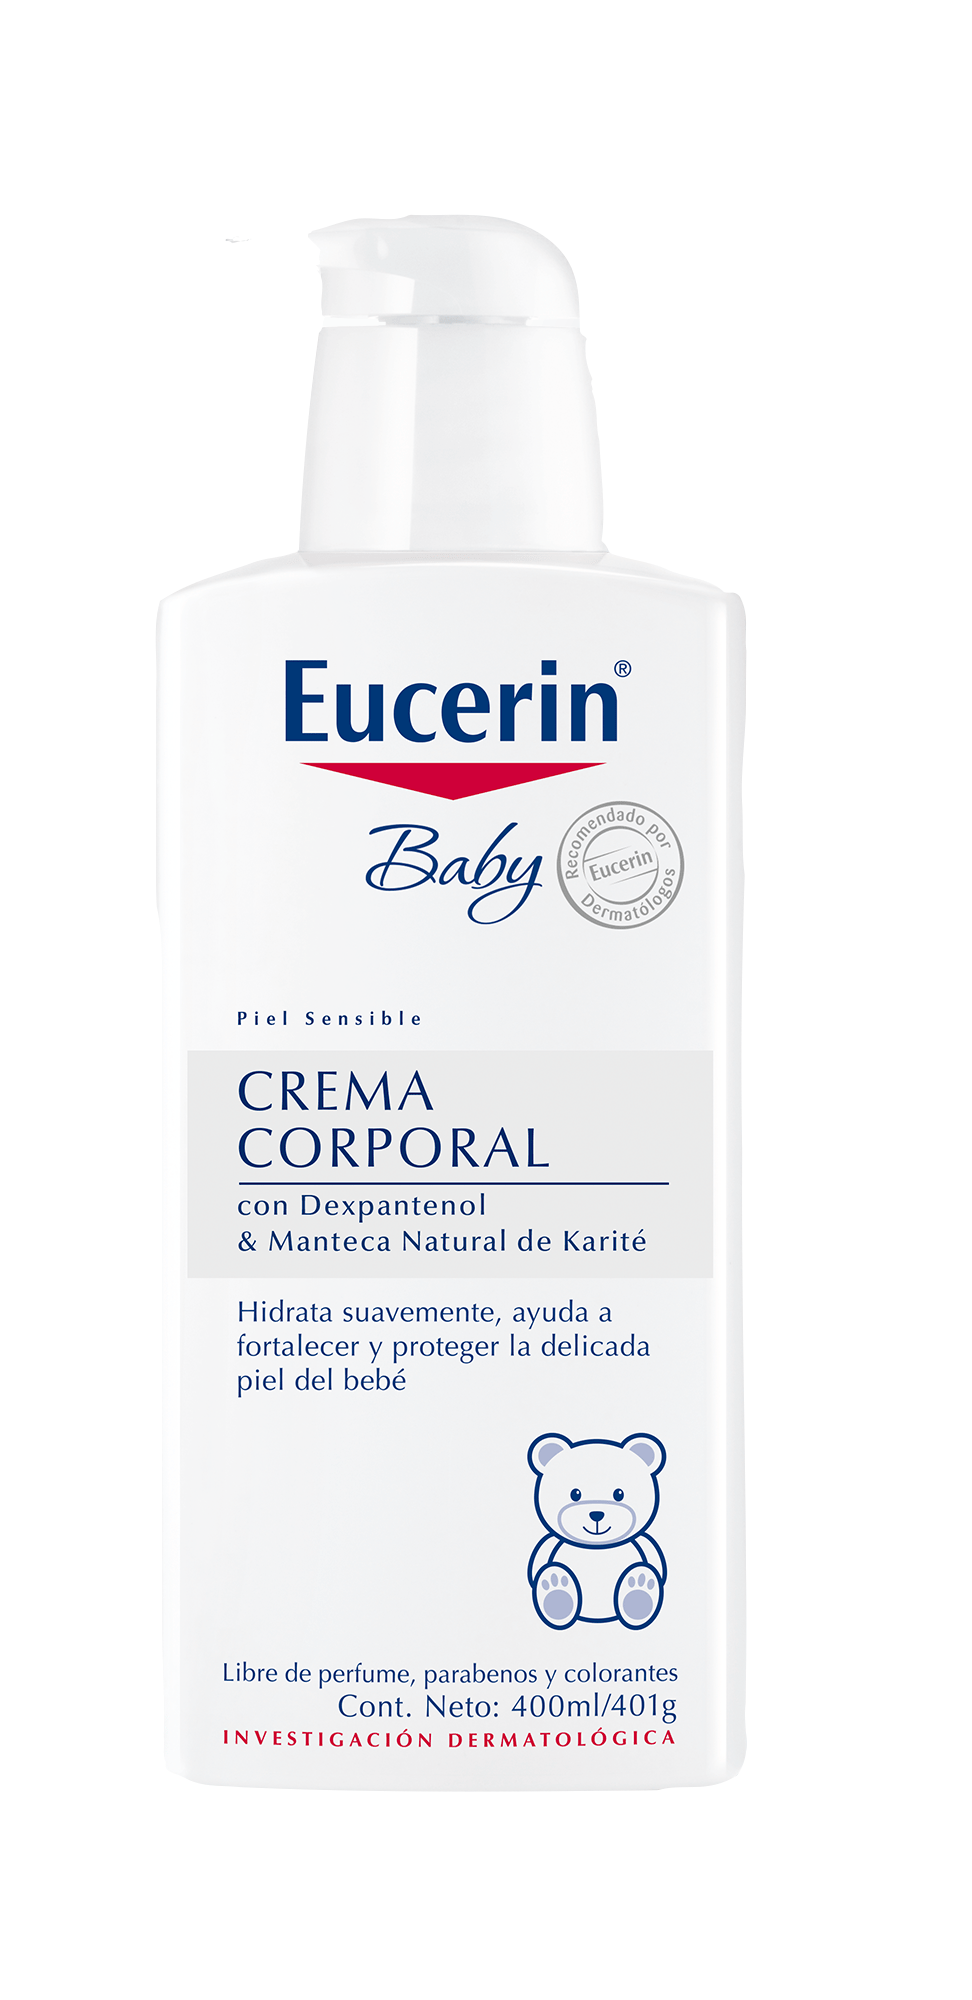 Eucerin®
Baby
Recomendado por
Eucerin
Dermatólogos
Piel Sensible
CREMA
CORPORAL
con Dexpantenol
& Manteca Natural de Karité
Hidrata suavemente, ayuda a
fortalecer y proteger la delicada
piel del bebé
Libre de perfume, parabenos y colorantes
Cont. Neto: 400ml/401g
INVESTIGACIÓN DERMATOLÓGICA